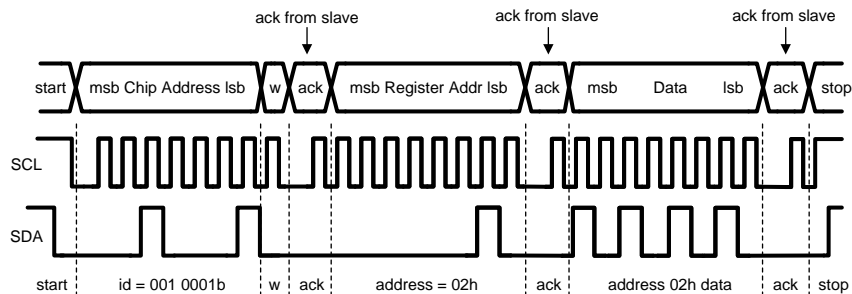 ack from slave ack from slave ack from slave
start msb Chip Address lsb w ack msb Register Addr lsb ack msb Data lsb ack stop
SCL
SDA
start id = 001 0001b w ack address = 02h ack address 02h data ack stop